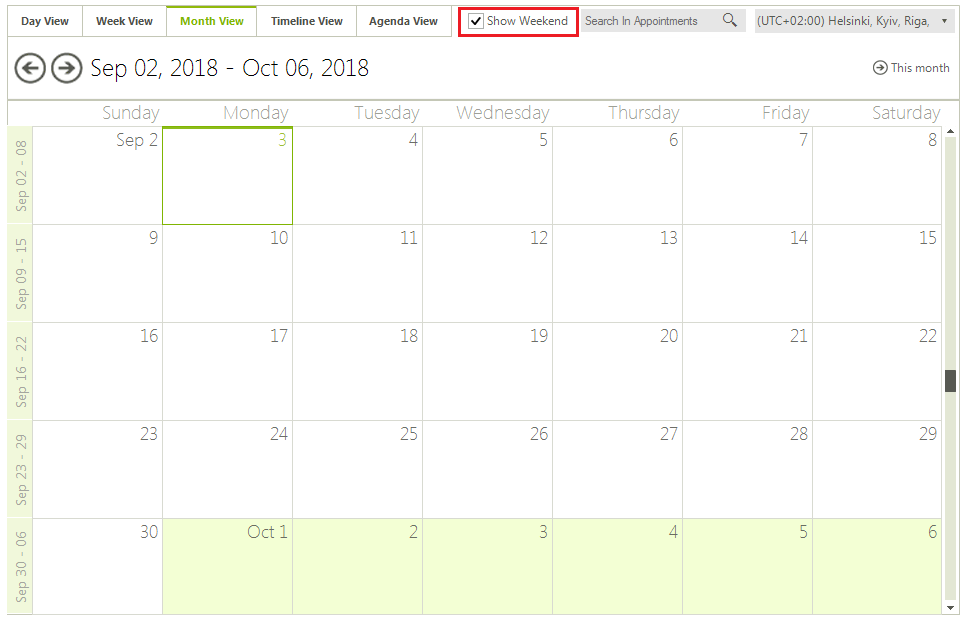 Day View Week View Month View Timeline View Agenda View Show Weekend Search In Appointments (UTC+02:00) Helsinki, Kyiv, Riga,
Sep 02, 2018 - Oct 06, 2018 This month
Sunday Monday Tuesday Wednesday Thursday Friday Saturday
Sep 02 - 08 Sep 2 3 4 5 6 7 8
Sep 09 - 15 9 10 11 12 13 14 15
Sep 16 - 22 16 17 18 19 20 21 22
Sep 23 - 29 23 24 25 26 27 28 29
Sep 30 - 06 30 Oct 1 2 3 4 5 6